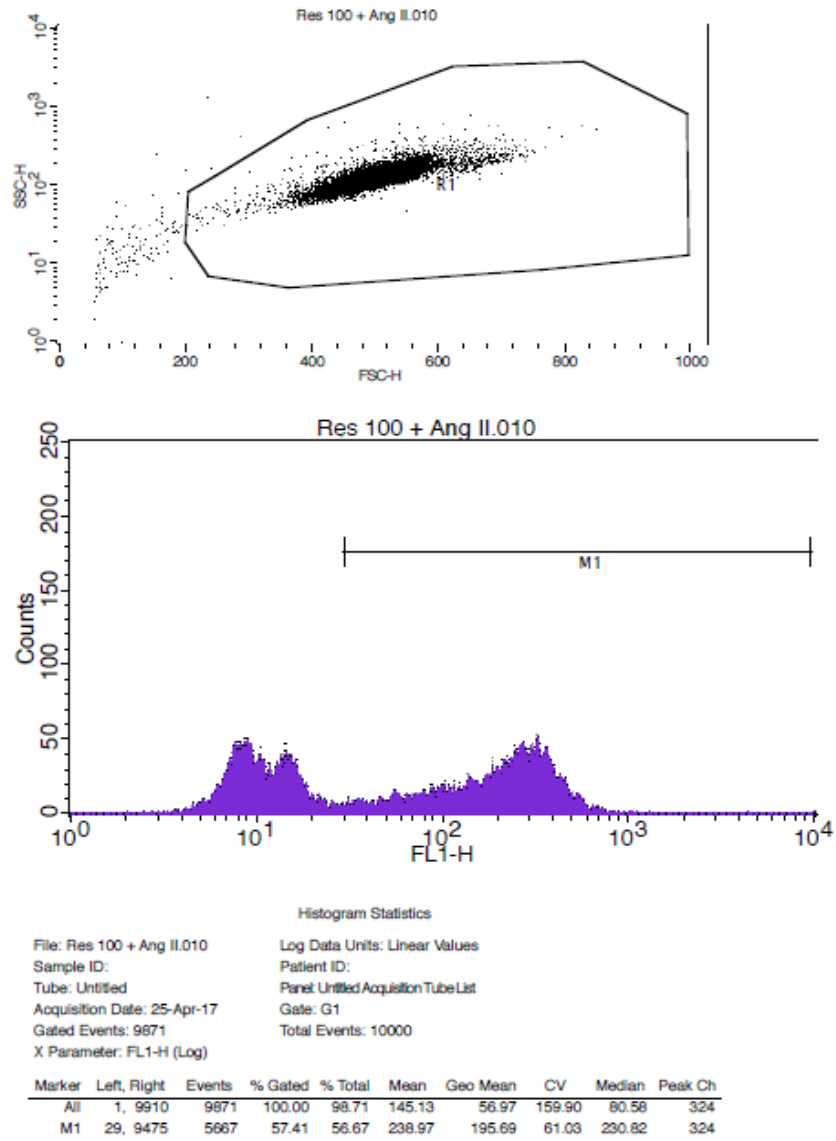 Res 100 + Ang II.010
10^4
10^3
SSC-H
10^2
R1
10^1
10^0
0 200 400 600 800 1000
FSC-H
Res 100 + Ang II.010
250
200
M1
150
Counts
100
50
0
10^0 10^1 10^2 10^3 10^4
FL1-H
Histogram Statistics
File: Res 100 + Ang II.010 Log Data Units: Linear Values
Sample ID: Patient ID:
Tube: Untitled Panel: Untitled Acquisition Tube List
Acquisition Date: 25-Apr-17 Gate: G1
Gated Events: 9871 Total Events: 10000
X Parameter: FL1-H (Log)
Marker Left, Right Events % Gated % Total Mean Geo Mean CV Median Peak Ch
All 1, 9910 9871 100.00 98.71 145.13 56.97 159.90 80.58 324
M1 29, 9475 5667 57.41 56.67 238.97 195.69 61.03 230.82 324